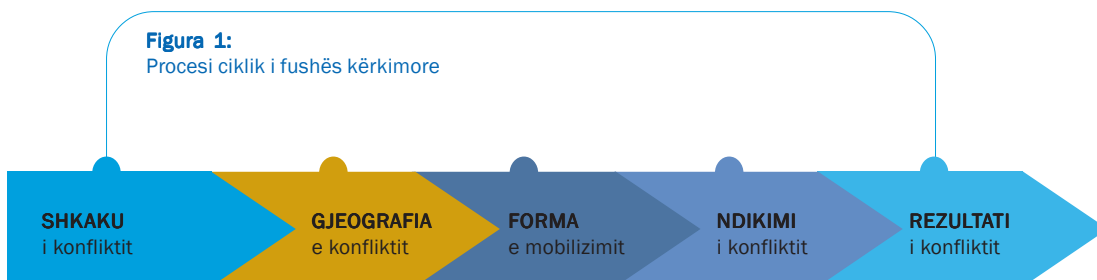 Figura 1:
Procesi ciklik i fushës kërkimore
SHKAKU
i konfliktit
GJEOGRAFIA
e konfliktit
FORMA
e mobilizimit
NDIKIMI
i konfliktit
REZULTATI
i konfliktit